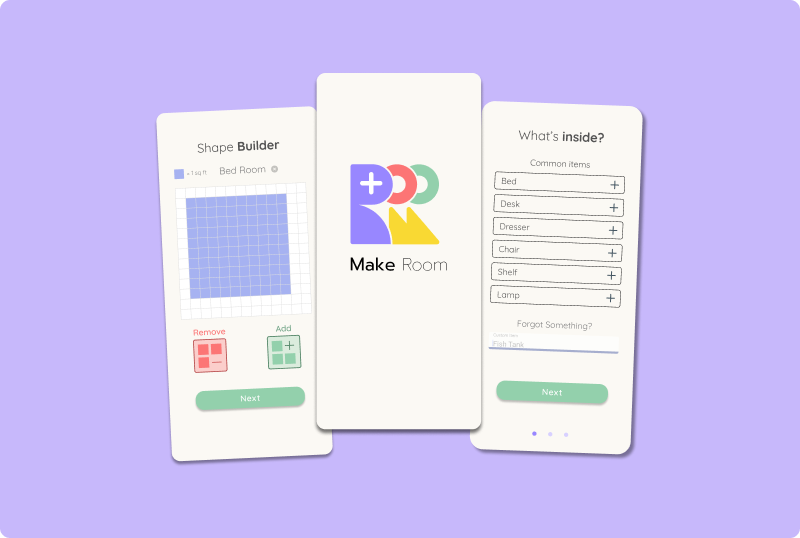 Shape Builder
= 1 sq ft
Bed Room
Remove
Add
Next
Make Room
What's inside?
Common items
Bed
Desk
Dresser
Chair
Shelf
Lamp
Forgot Something?
Custom Item
Fish Tank
Next